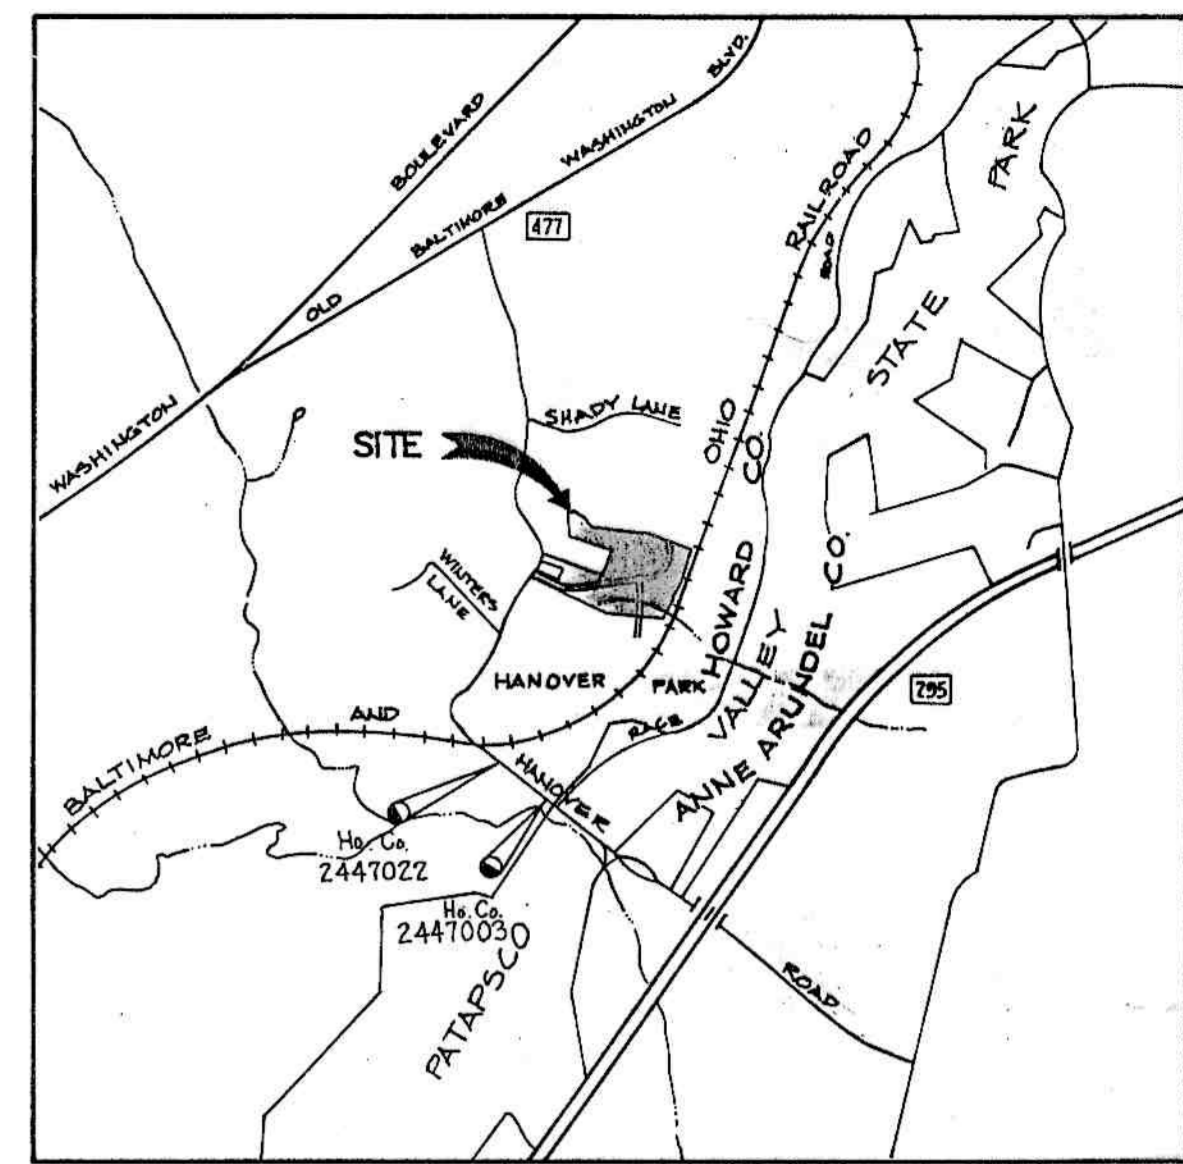 WASHINGTON BOULEVARD
OLD BALTIMORE WASHINGTON BLVD.
477
BALTIMORE AND OHIO RAILROAD
SHADY LANE
SITE
WINTERS LANE
HANOVER PARK
RACE ROAD
HOWARD CO.
ANNE ARUNDEL CO.
PATAPSCO VALLEY STATE PARK
295
HANOVER ROAD
Ho. Co.
2447022
Ho. Co.
24470030